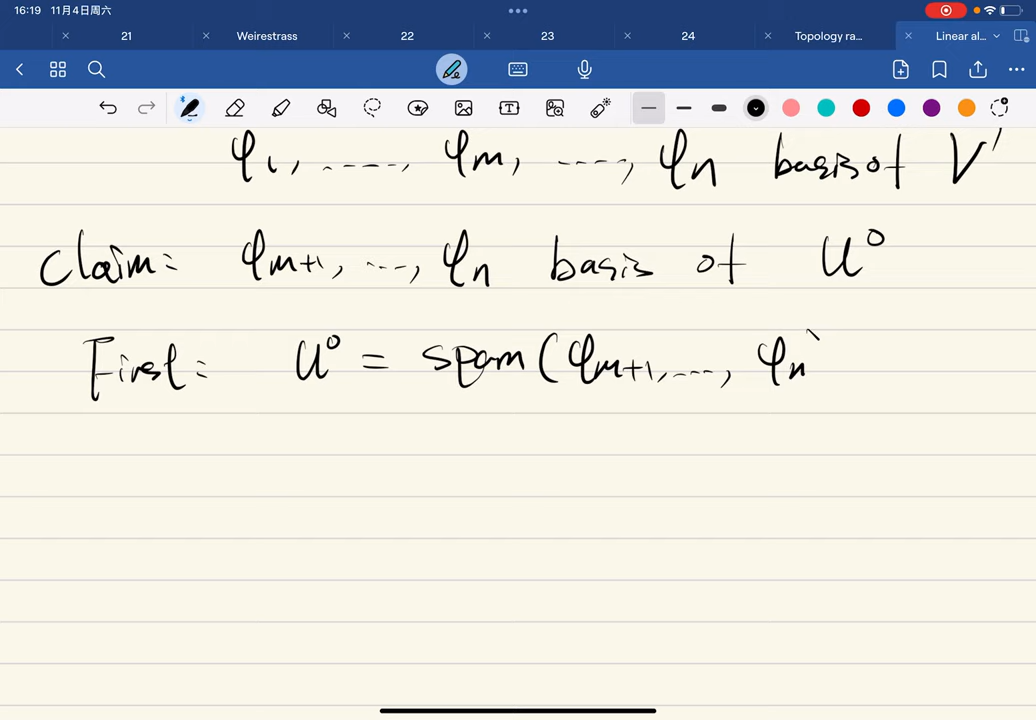 16:19 11月4日周六
21 Weirestrass 22 23 24 Topology ra... Linear al...
φ₁, ....., φm, ...., φn basis of V'
Claim: φm+1, ..., φn basis of U⁰
First: U⁰ = span(φm+1, ..., φn